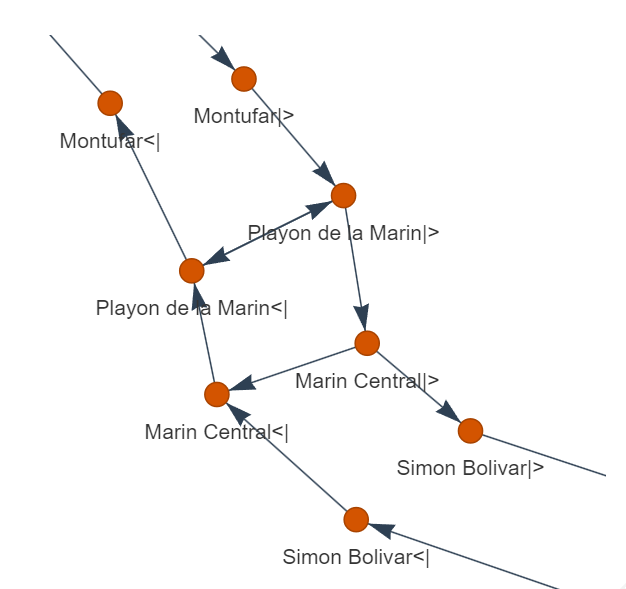 Montufar|>
Montufar<|
Playon de la Marin|>
Playon de la Marin<|
Marin Central|>
Marin Central<|
Simon Bolivar|>
Simon Bolivar<|